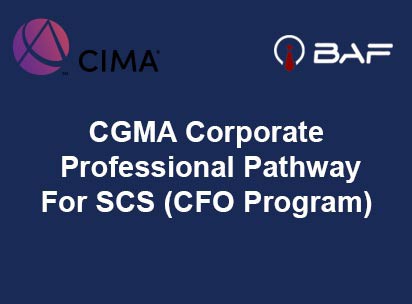 CIMA
BAF
CGMA Corporate
Professional Pathway
For SCS (CFO Program)